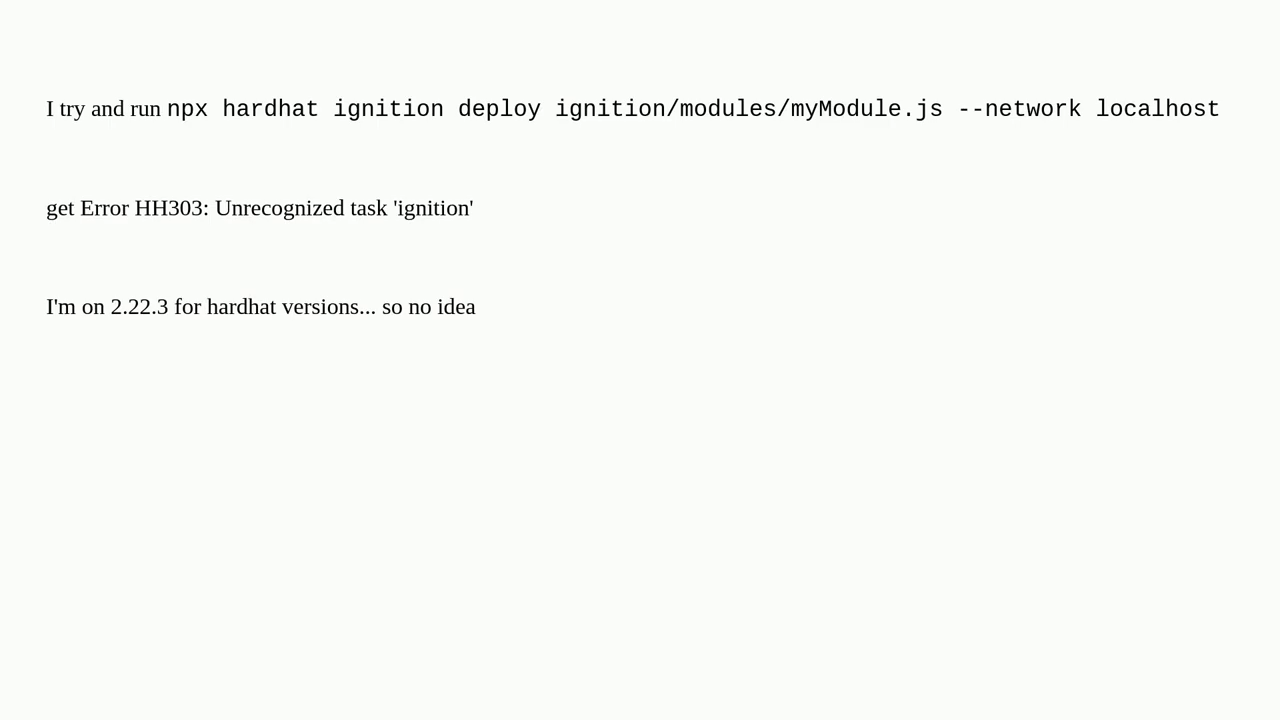 I try and run npx hardhat ignition deploy ignition/modules/myModule.js --network localhost
get Error HH303: Unrecognized task 'ignition'
I'm on 2.22.3 for hardhat versions... so no idea